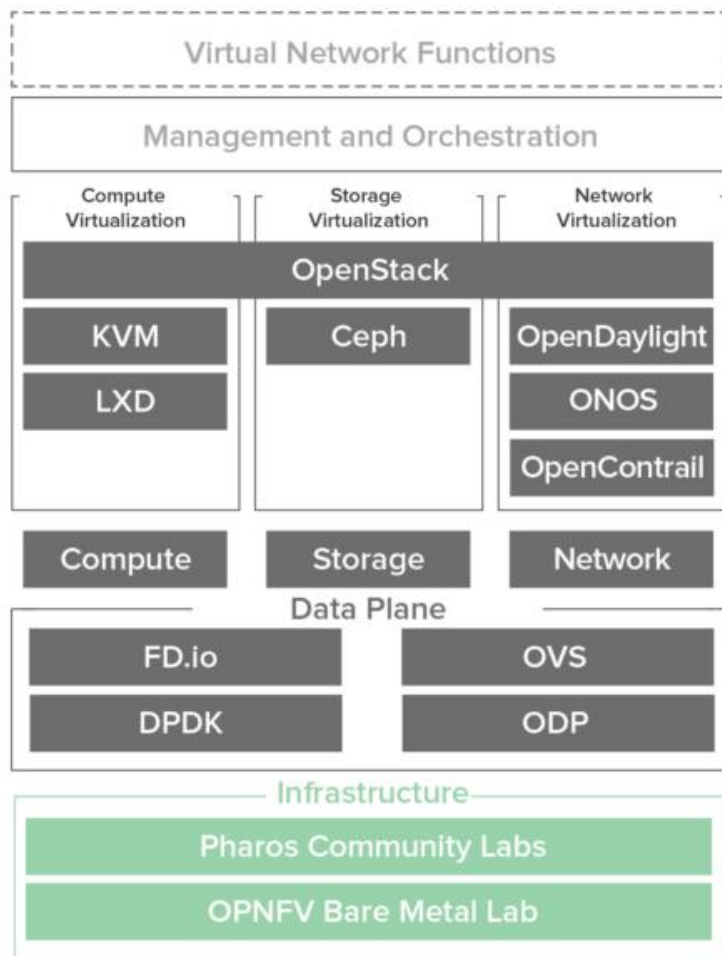 Virtual Network Functions
Management and Orchestration
Compute
Virtualization
Storage
Virtualization
Network
Virtualization
OpenStack
KVM
Ceph
OpenDaylight
LXD
ONOS
OpenContrail
Compute
Storage
Network
Data Plane
FD.io
OVS
DPDK
ODP
Infrastructure
Pharos Community Labs
OPNFV Bare Metal Lab